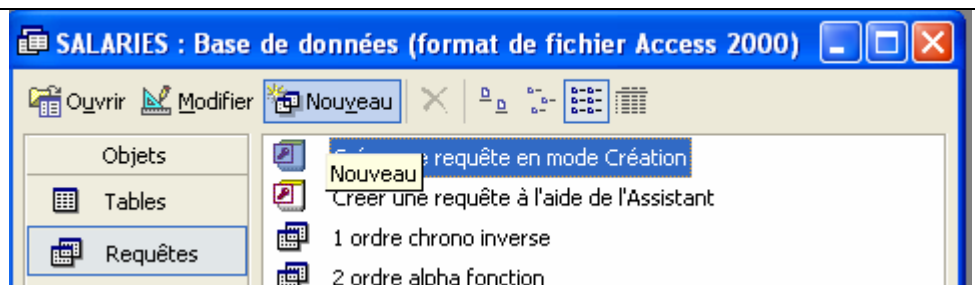 SALARIES : Base de données (format de fichier Access 2000)
Ouvrir Modifier Nouveau
Objets
requête en mode Création
Nouveau
Tables
Créer une requête à l'aide de l'Assistant
Requêtes
1 ordre chrono inverse
2 ordre alpha fonction